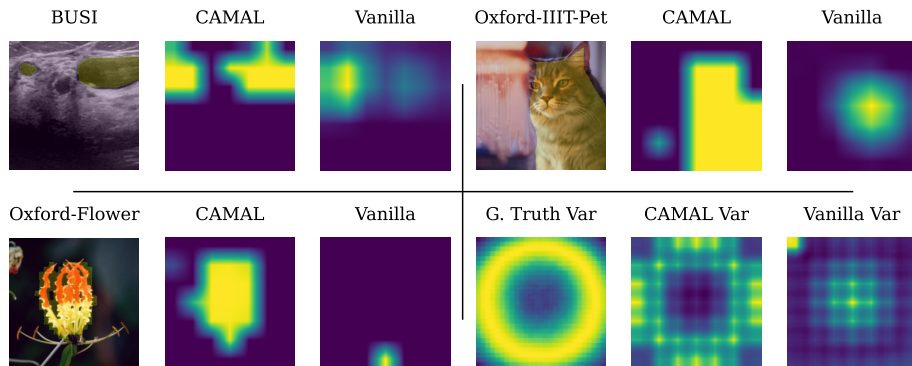 BUSI CAMAL Vanilla Oxford-IIIT-Pet CAMAL Vanilla
Oxford-Flower CAMAL Vanilla G. Truth Var CAMAL Var Vanilla Var